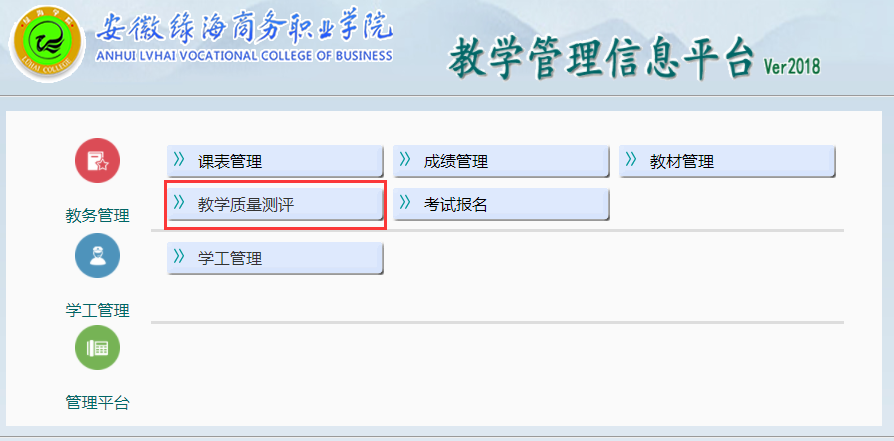 安徽绿海商务职业学院
ANHUI LVHAI VOCATIONAL COLLEGE OF BUSINESS
LVHAI COLLEGE
教学管理信息平台 Ver2018
课表管理 成绩管理 教材管理
教务管理
教学质量测评 考试报名
学工管理
学工管理
管理平台